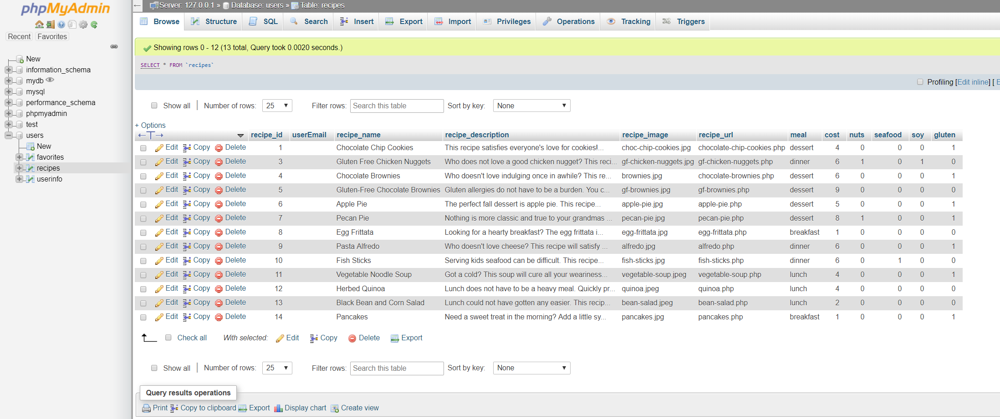 phpMyAdmin
Recent Favorites
New
information_schema
mydb
mysql
performance_schema
phpmyadmin
test
users
New
favorites
recipes
userinfo
Server: 127.0.0.1 » Database: users » Table: recipes
Browse Structure SQL Search Insert Export Import Privileges Operations Tracking Triggers
Showing rows 0 - 12 (13 total, Query took 0.0020 seconds.)
SELECT * FROM `recipes`
Profiling [Edit inline] [ E
Show all | Number of rows: 25 Filter rows: Search this table Sort by key: None
+ Options
←T→ recipe_id userEmail recipe_name recipe_description recipe_image recipe_url meal cost nuts seafood soy gluten
Edit Copy Delete 1 Chocolate Chip Cookies This recipe satisfies everyone's love for cookies!... choc-chip-cookies.jpg chocolate-chip-cookies.php dessert 4 0 0 0 1
Edit Copy Delete 3 Gluten Free Chicken Nuggets Who does not love a good chicken nugget? This reci... gf-chicken-nuggets.jpg gf-chicken-nuggets.php dinner 6 1 0 1 0
Edit Copy Delete 4 Chocolate Brownies Who doesn't love indulging once in awhile? This re... brownies.jpg chocolate-brownies.php dessert 6 0 0 0 1
Edit Copy Delete 5 Gluten-Free Chocolate Brownies Gluten allergies do not have to be a burden. You c... gf-brownies.jpg gf-brownies.php dessert 9 0 0 0 0
Edit Copy Delete 6 Apple Pie The perfect fall dessert is apple pie. This recipe... apple-pie.jpg apple-pie.php dessert 5 0 0 0 1
Edit Copy Delete 7 Pecan Pie Nothing is more classic and true to your grandmas ... pecan-pie.jpg pecan-pie.php dessert 8 1 0 0 1
Edit Copy Delete 8 Egg Frittata Looking for a hearty breakfast? The egg frittata i... egg-frittata.jpg egg-frittata.php breakfast 1 0 0 0 0
Edit Copy Delete 9 Pasta Alfredo Who doesn't love cheese? This recipe will satisfy ... alfredo.jpg alfredo.php dinner 6 0 0 0 1
Edit Copy Delete 10 Fish Sticks Serving kids seafood can be difficult. This recipe... fish-sticks.jpg fish-sticks.php dinner 6 0 1 0 0
Edit Copy Delete 11 Vegetable Noodle Soup Got a cold? This soup will cure all your weariness... vegetable-soup.jpeg vegetable-soup.php lunch 4 0 0 0 1
Edit Copy Delete 12 Herbed Quinoa Lunch does not have to be a heavy meal. Quickly pr... quinoa.jpeg quinoa.php lunch 4 0 0 0 0
Edit Copy Delete 13 Black Bean and Corn Salad Lunch could not have gotten any easier. This recip... bean-salad.jpeg bean-salad.php lunch 2 0 0 0 0
Edit Copy Delete 14 Pancakes Need a sweet treat in the morning? Add a little sy... pancakes.jpg pancakes.php breakfast 1 0 0 0 1
Check all With selected: Edit Copy Delete Export
Show all | Number of rows: 25 Filter rows: Search this table Sort by key: None
Query results operations
Print Copy to clipboard Export Display chart Create view